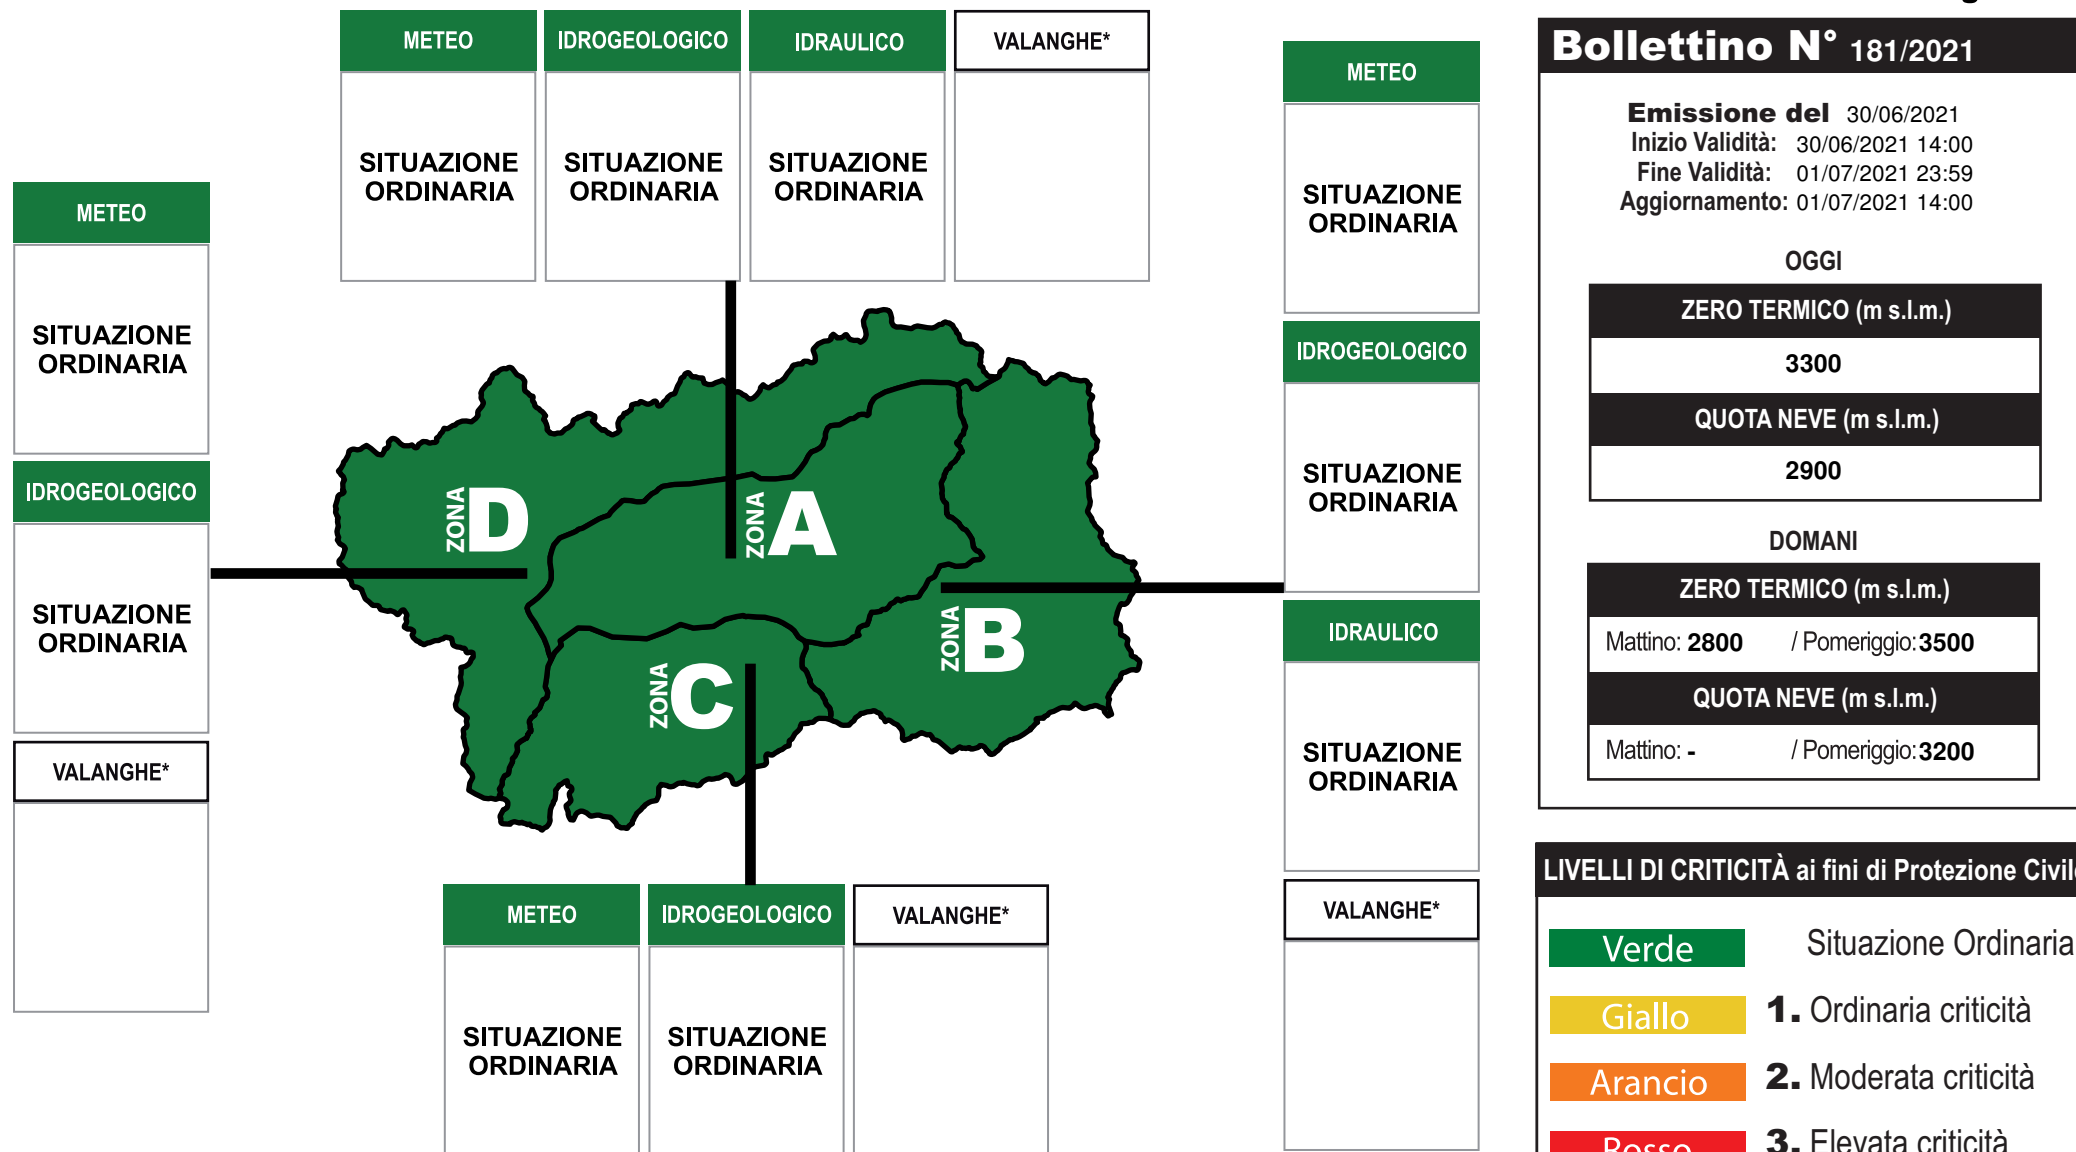 METEO
IDROGEOLOGICO
IDRAULICO
VALANGHE*
SITUAZIONE
ORDINARIA
SITUAZIONE
ORDINARIA
SITUAZIONE
ORDINARIA
METEO
SITUAZIONE
ORDINARIA
IDROGEOLOGICO
SITUAZIONE
ORDINARIA
VALANGHE*
ZONA D
ZONA A
ZONA B
ZONA C
METEO
SITUAZIONE
ORDINARIA
IDROGEOLOGICO
SITUAZIONE
ORDINARIA
IDRAULICO
SITUAZIONE
ORDINARIA
VALANGHE*
METEO
IDROGEOLOGICO
VALANGHE*
SITUAZIONE
ORDINARIA
SITUAZIONE
ORDINARIA
Bollettino N° 181/2021
Emissione del 30/06/2021
Inizio Validità: 30/06/2021 14:00
Fine Validità: 01/07/2021 23:59
Aggiornamento: 01/07/2021 14:00
OGGI
ZERO TERMICO (m s.l.m.)
3300
QUOTA NEVE (m s.l.m.)
2900
DOMANI
ZERO TERMICO (m s.l.m.)
Mattino: 2800 / Pomeriggio: 3500
QUOTA NEVE (m s.l.m.)
Mattino: - / Pomeriggio: 3200
LIVELLI DI CRITICITÀ ai fini di Protezione Civile
Verde Situazione Ordinaria
Giallo 1. Ordinaria criticità
Arancio 2. Moderata criticità
Rosso 3. Elevata criticità